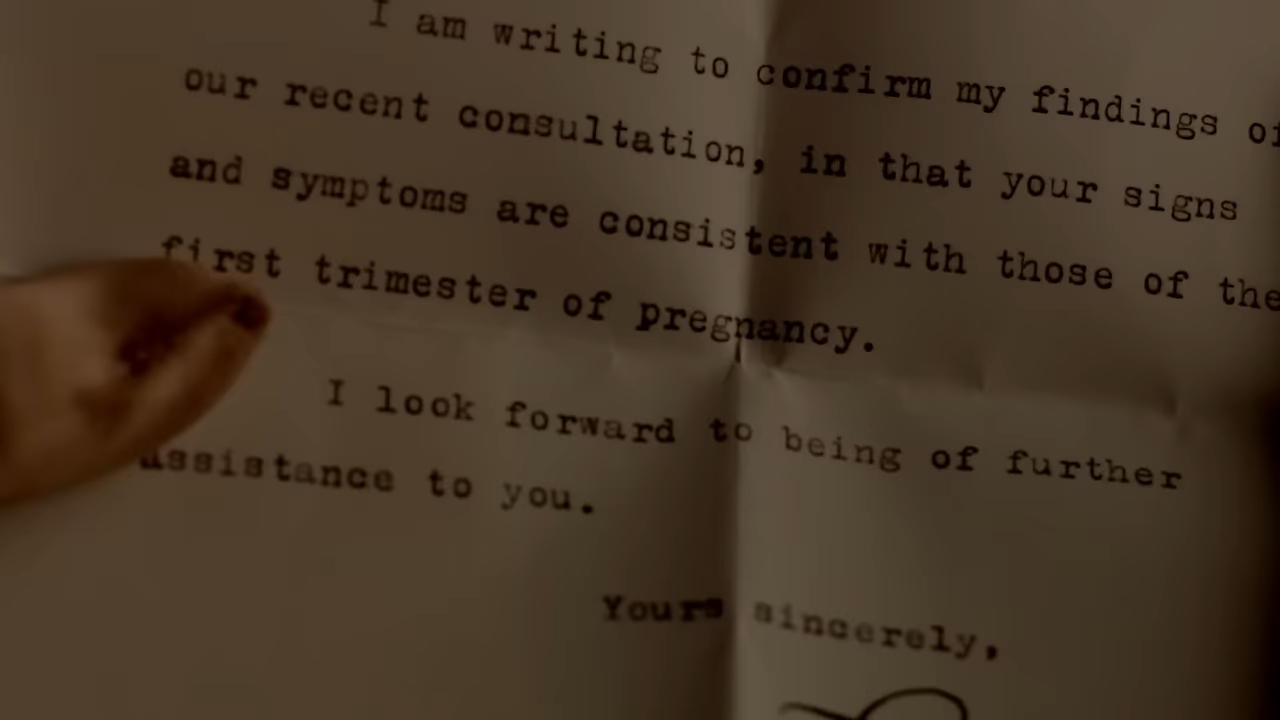 I am writing to confirm my findings of
our recent consultation, in that your signs
and symptoms are consistent with those of the
first trimester of pregnancy.
I look forward to being of further
assistance to you.
Yours sincerely,